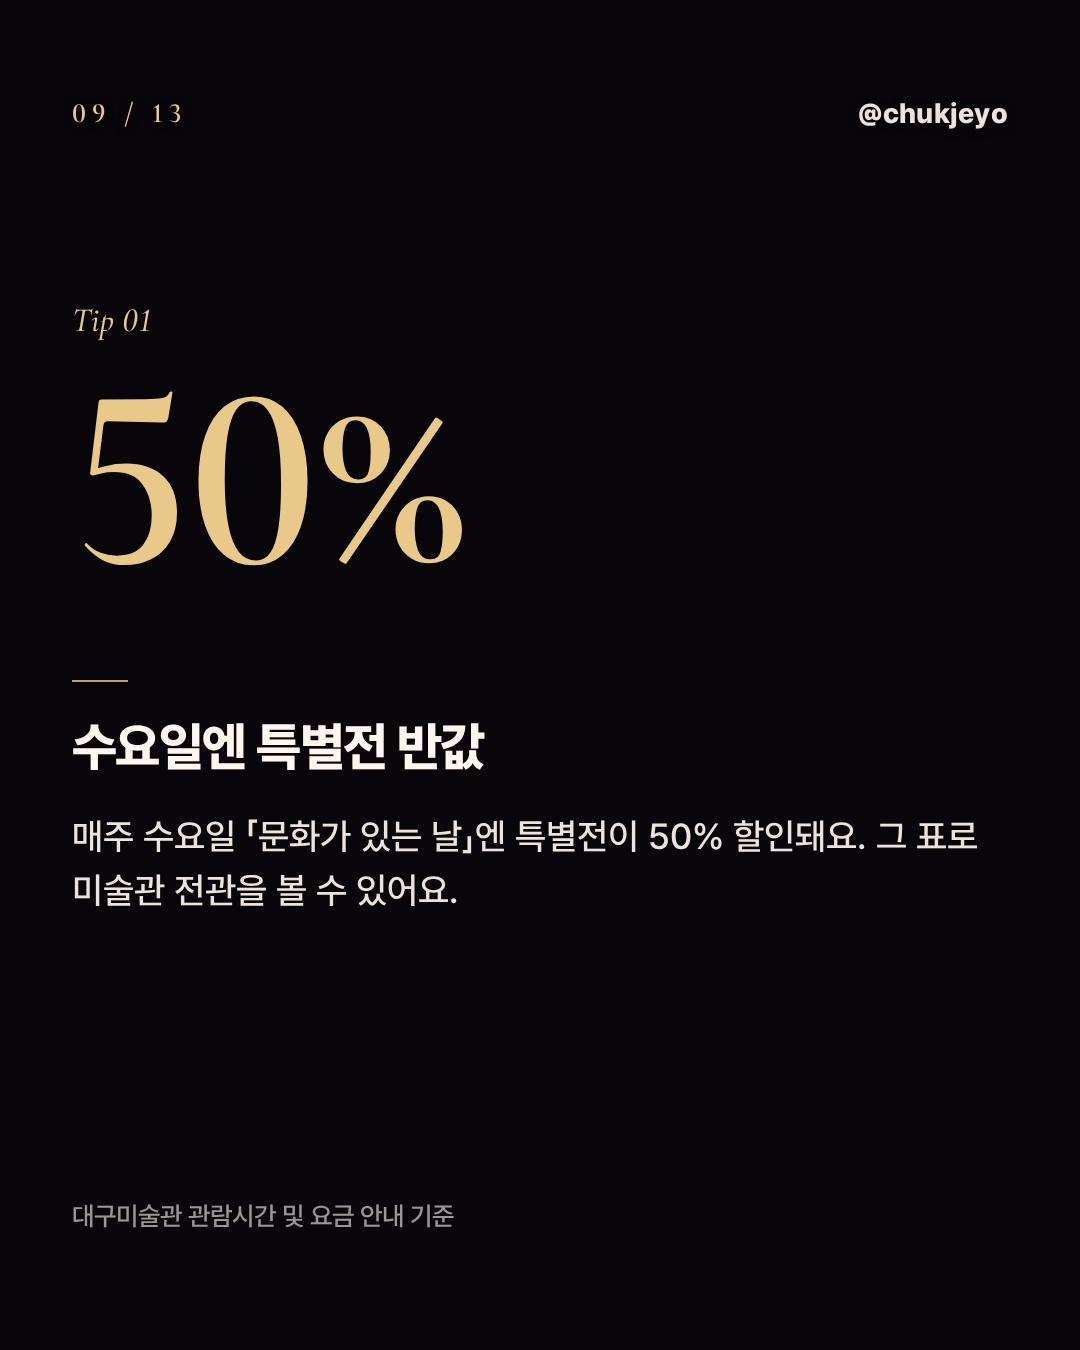 09 / 13
@chukjeyo
Tip 01
50%
수요일엔 특별전 반값
매주 수요일 「문화가 있는 날」엔 특별전이 50% 할인돼요. 그 표로
미술관 전관을 볼 수 있어요.
대구미술관 관람시간 및 요금 안내 기준